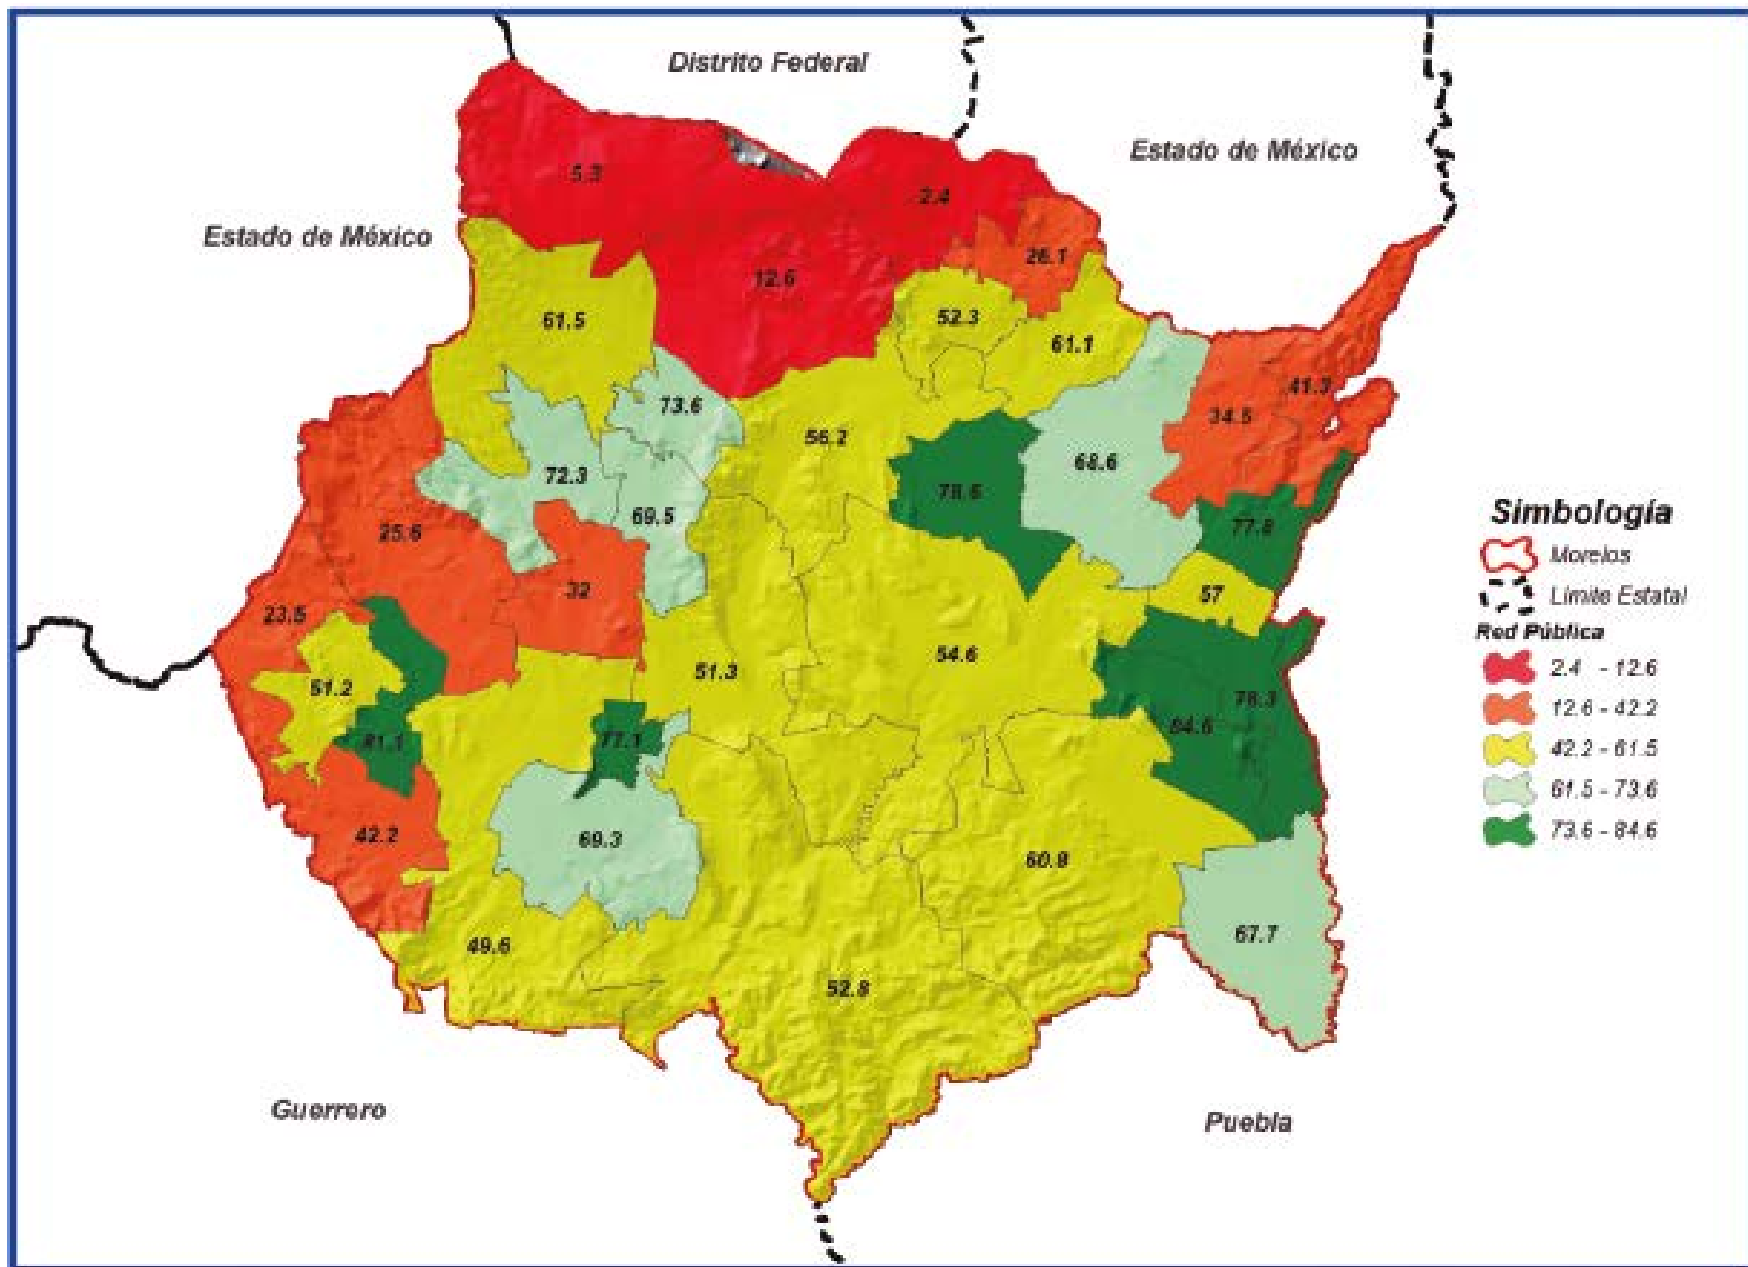 Distrito Federal
Estado de México
Estado de México
5.3
2.4
12.6
26.1
61.5
52.3
61.1
73.6
41.3
34.5
56.2
72.3
68.6
69.5
77.8
25.6
32
57
23.5
51.3
54.6
51.2
78.3
84.6
81.1
77.1
42.2
69.3
60.8
49.6
67.7
52.8
Guerrero
Puebla
Simbología
Morelos
Límite Estatal
Red Pública
2.4 - 12.6
12.6 - 42.2
42.2 - 61.5
61.5 - 73.6
73.6 - 84.6